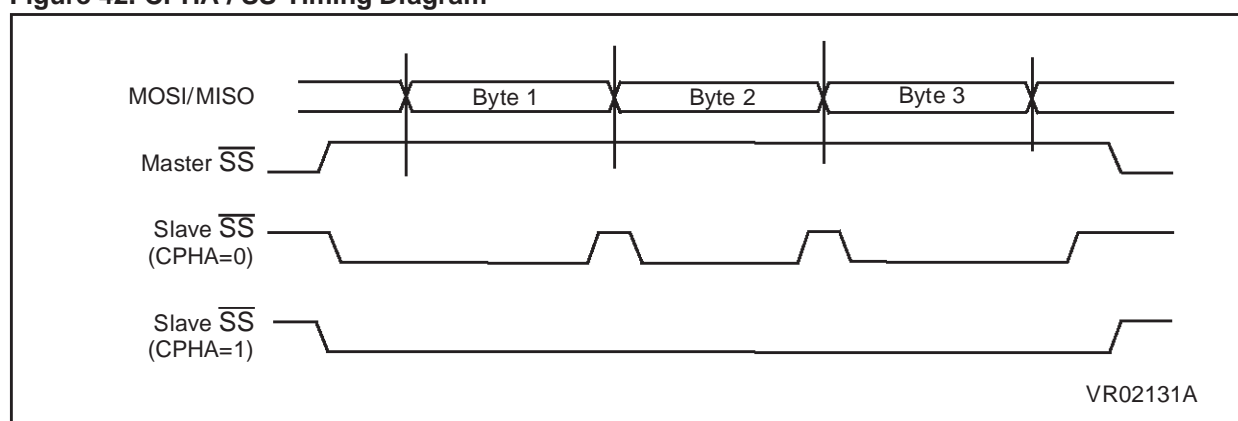 Figure 42. CPHA / SS Timing Diagram
MOSI/MISO
Byte 1
Byte 2
Byte 3
Master SS
Slave SS
(CPHA=0)
Slave SS
(CPHA=1)
VR02131A